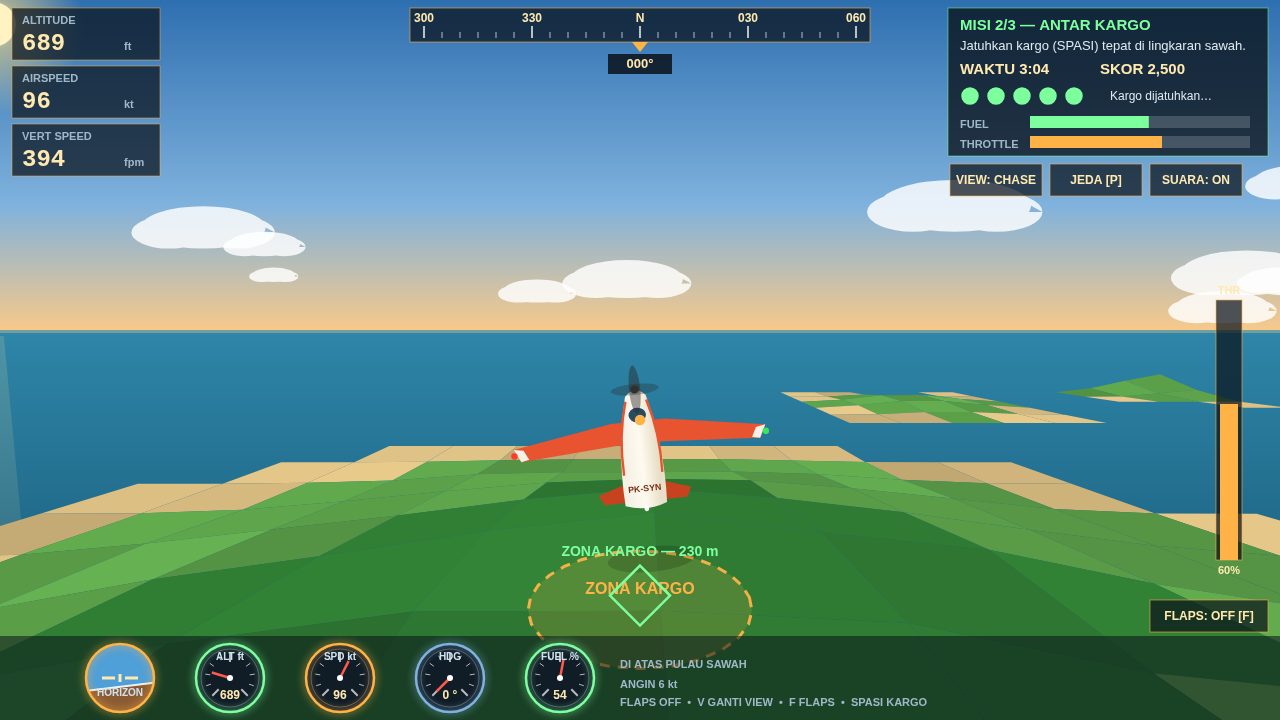 ALTITUDE
689 ft
AIRSPEED
96 kt
VERT SPEED
394 fpm
300 330 N 030 060
000°
MISI 2/3 — ANTAR KARGO
Jatuhkan kargo (SPASI) tepat di lingkaran sawah.
WAKTU 3:04 SKOR 2,500
Kargo dijatuhkan…
FUEL
THROTTLE
VIEW: CHASE JEDA [P] SUARA: ON
THR
60%
PK-SYN
ZONA KARGO — 230 m
ZONA KARGO
FLAPS: OFF [F]
HORIZON
ALT ft
689
SPD kt
96
HDG
0 °
FUEL %
54
DI ATAS PULAU SAWAH
ANGIN 6 kt
FLAPS OFF • V GANTI VIEW • F FLAPS • SPASI KARGO